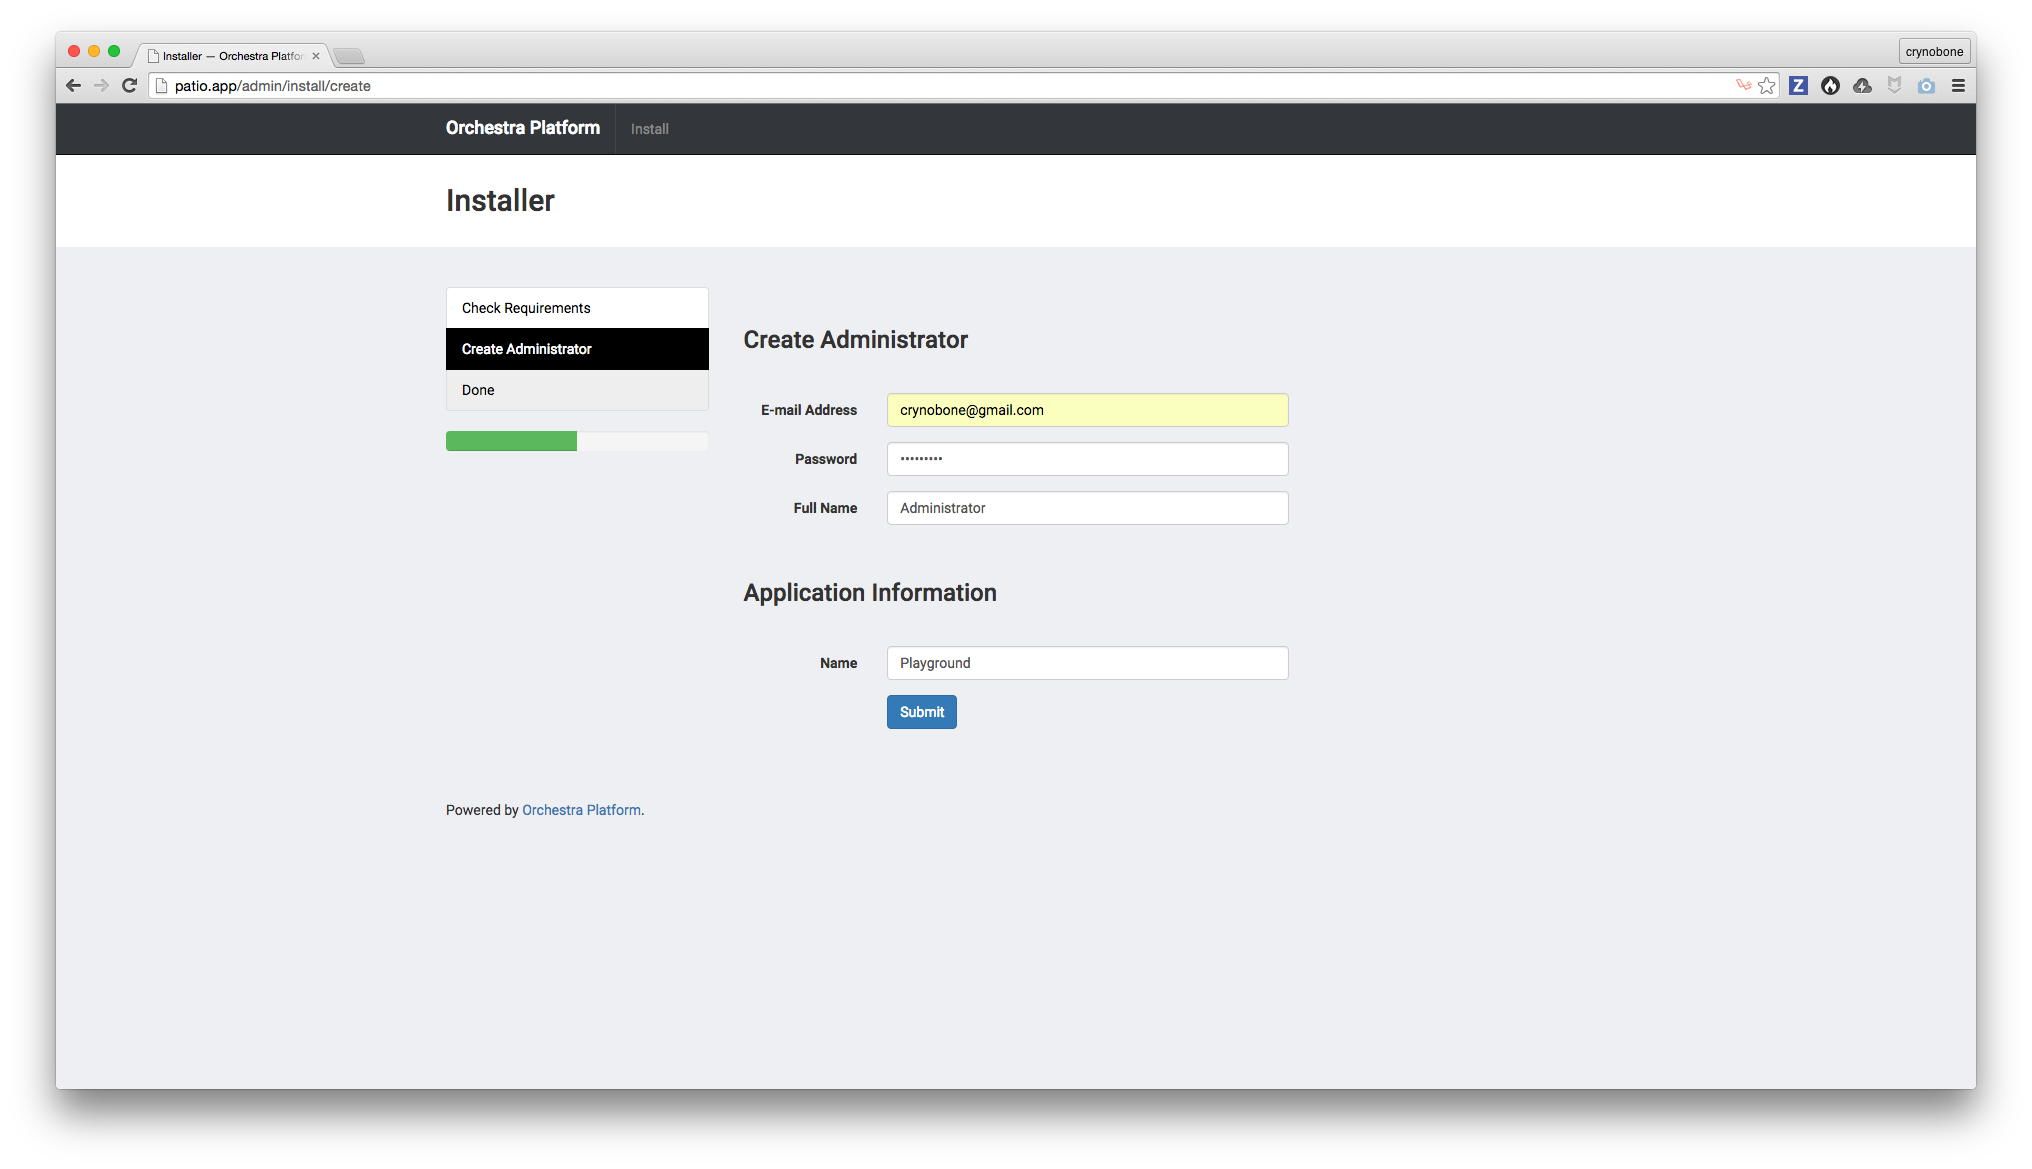 Installer — Orchestra Platfor
crynobone
patio.app/admin/install/create
Z
Orchestra Platform
Install
Installer
Check Requirements
Create Administrator
Done
Create Administrator
E-mail Address
crynobone@gmail.com
Password
•••••••••
Full Name
Administrator
Application Information
Name
Playground
Submit
Powered by Orchestra Platform.